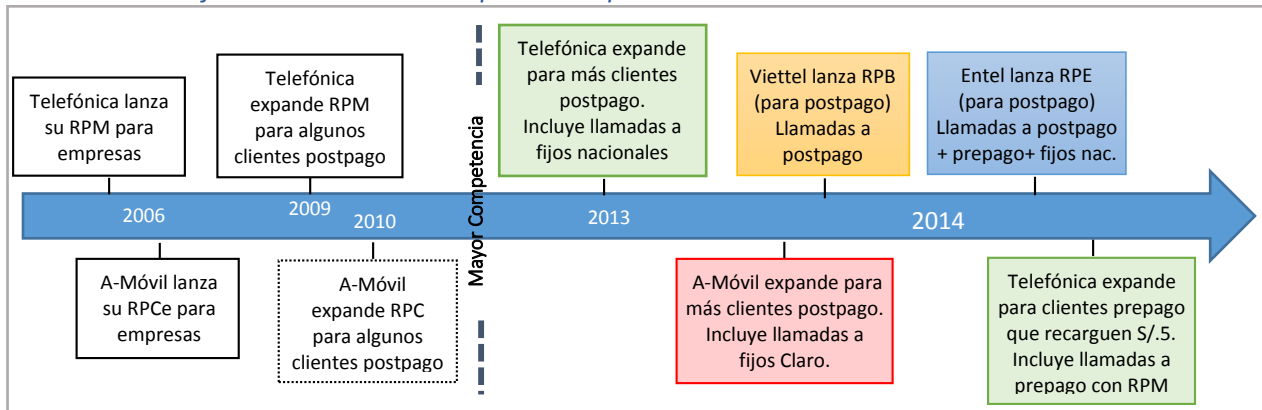 Telefónica lanza
su RPM para
empresas
Telefónica
expande RPM
para algunos
clientes postpago
Mayor Competencia
Telefónica expande
para más clientes
postpago.
Incluye llamadas a
fijos nacionales
Viettel lanza RPB
(para postpago)
Llamadas a
postpago
Entel lanza RPE
(para postpago)
Llamadas a postpago
+ prepago+ fijos nac.
2006
2009
2010
2013
2014
A-Móvil lanza
su RPCe para
empresas
A-Móvil
expande RPC
para algunos
clientes postpago
A-Móvil expande para
más clientes postpago.
Incluye llamadas a
fijos Claro.
Telefónica expande
para clientes prepago
que recarguen S/.5.
Incluye llamadas a
prepago con RPM